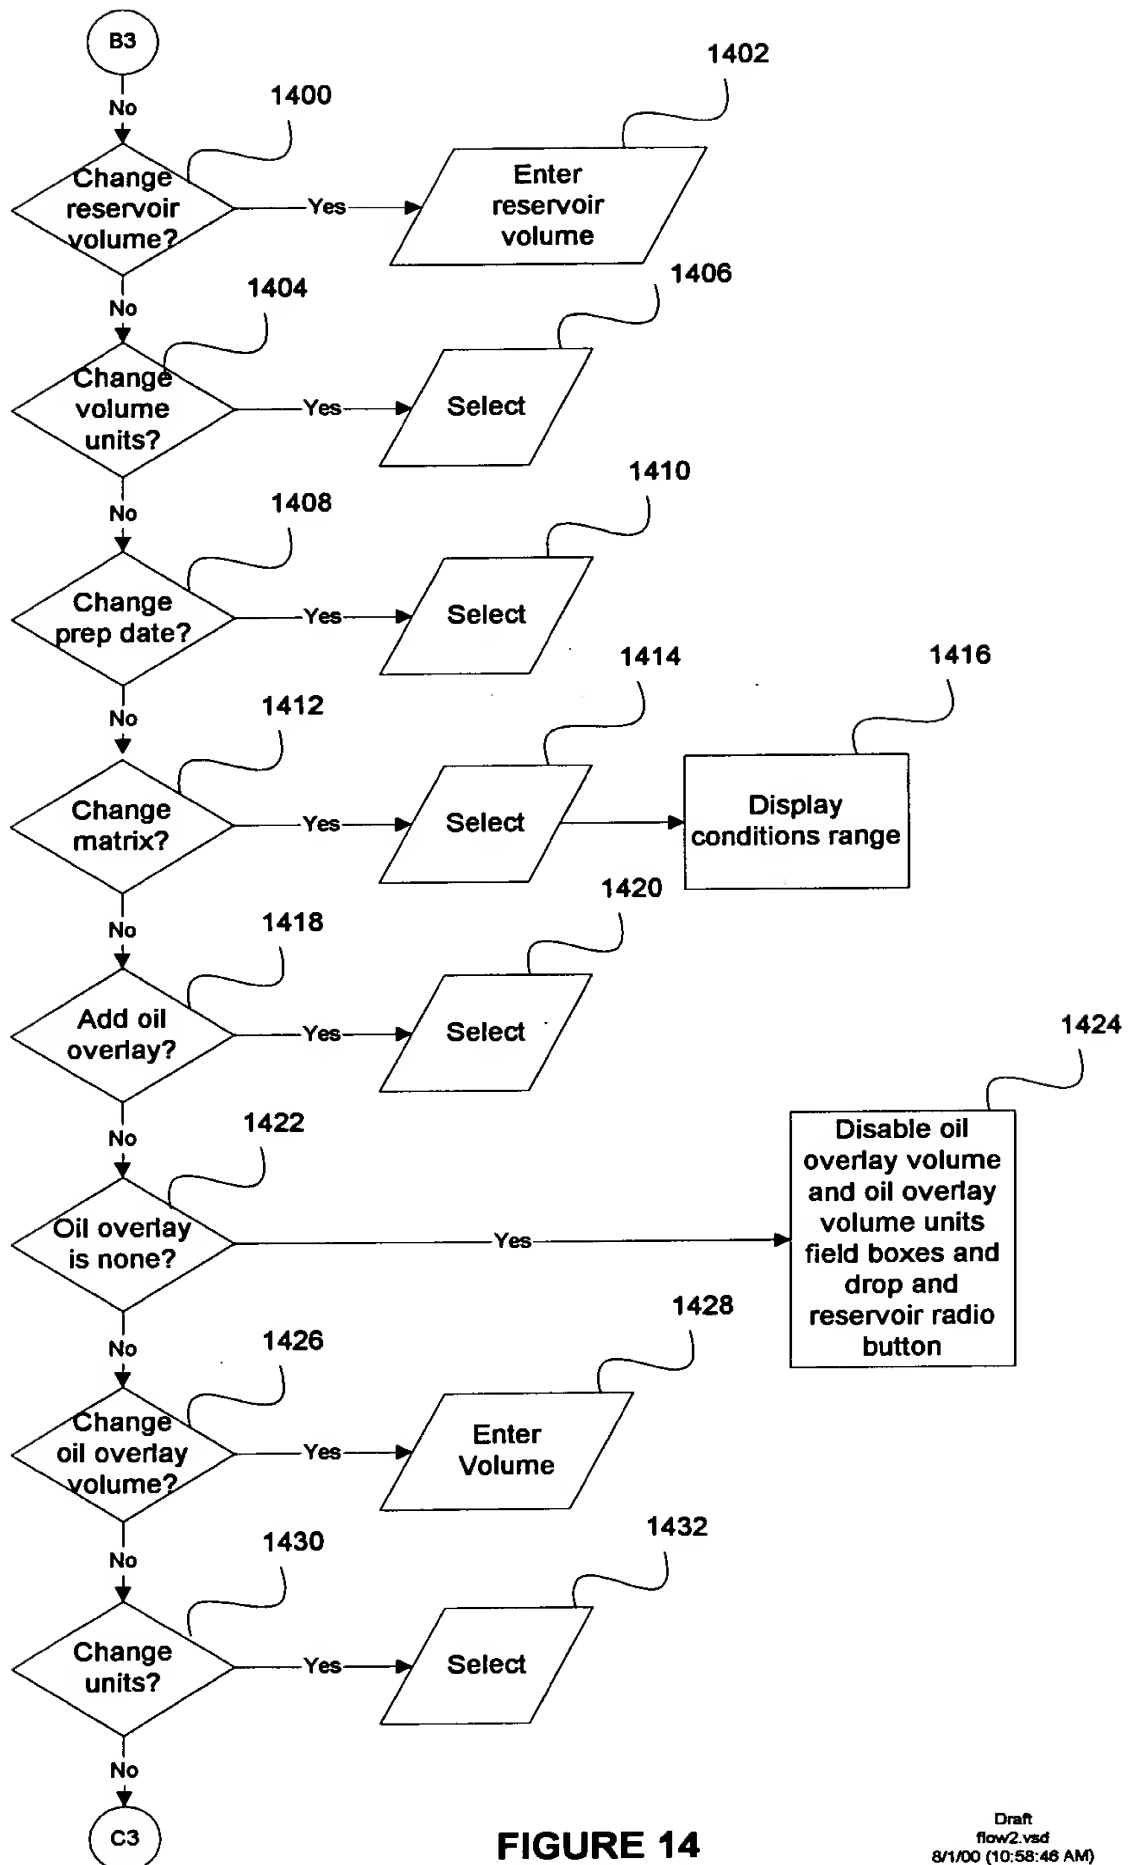 B3
No
1400
1402
Change
reservoir
volume?
Yes
Enter
reservoir
volume
No
1404
1406
Change
volume
units?
Yes
Select
No
1408
1410
Change
prep date?
Yes
Select
No
1412
1414
1416
Change
matrix?
Yes
Select
Display
conditions range
No
1418
1420
Add oil
overlay?
Yes
Select
No
1422
1424
Oil overlay
is none?
Yes
Disable oil
overlay volume
and oil overlay
volume units
field boxes and
drop and
reservoir radio
button
No
1426
1428
Change
oil overlay
volume?
Yes
Enter
Volume
No
1430
1432
Change
units?
Yes
Select
No
C3
FIGURE 14
Draft
flow2.vsd
8/1/00 (10:58:46 AM)